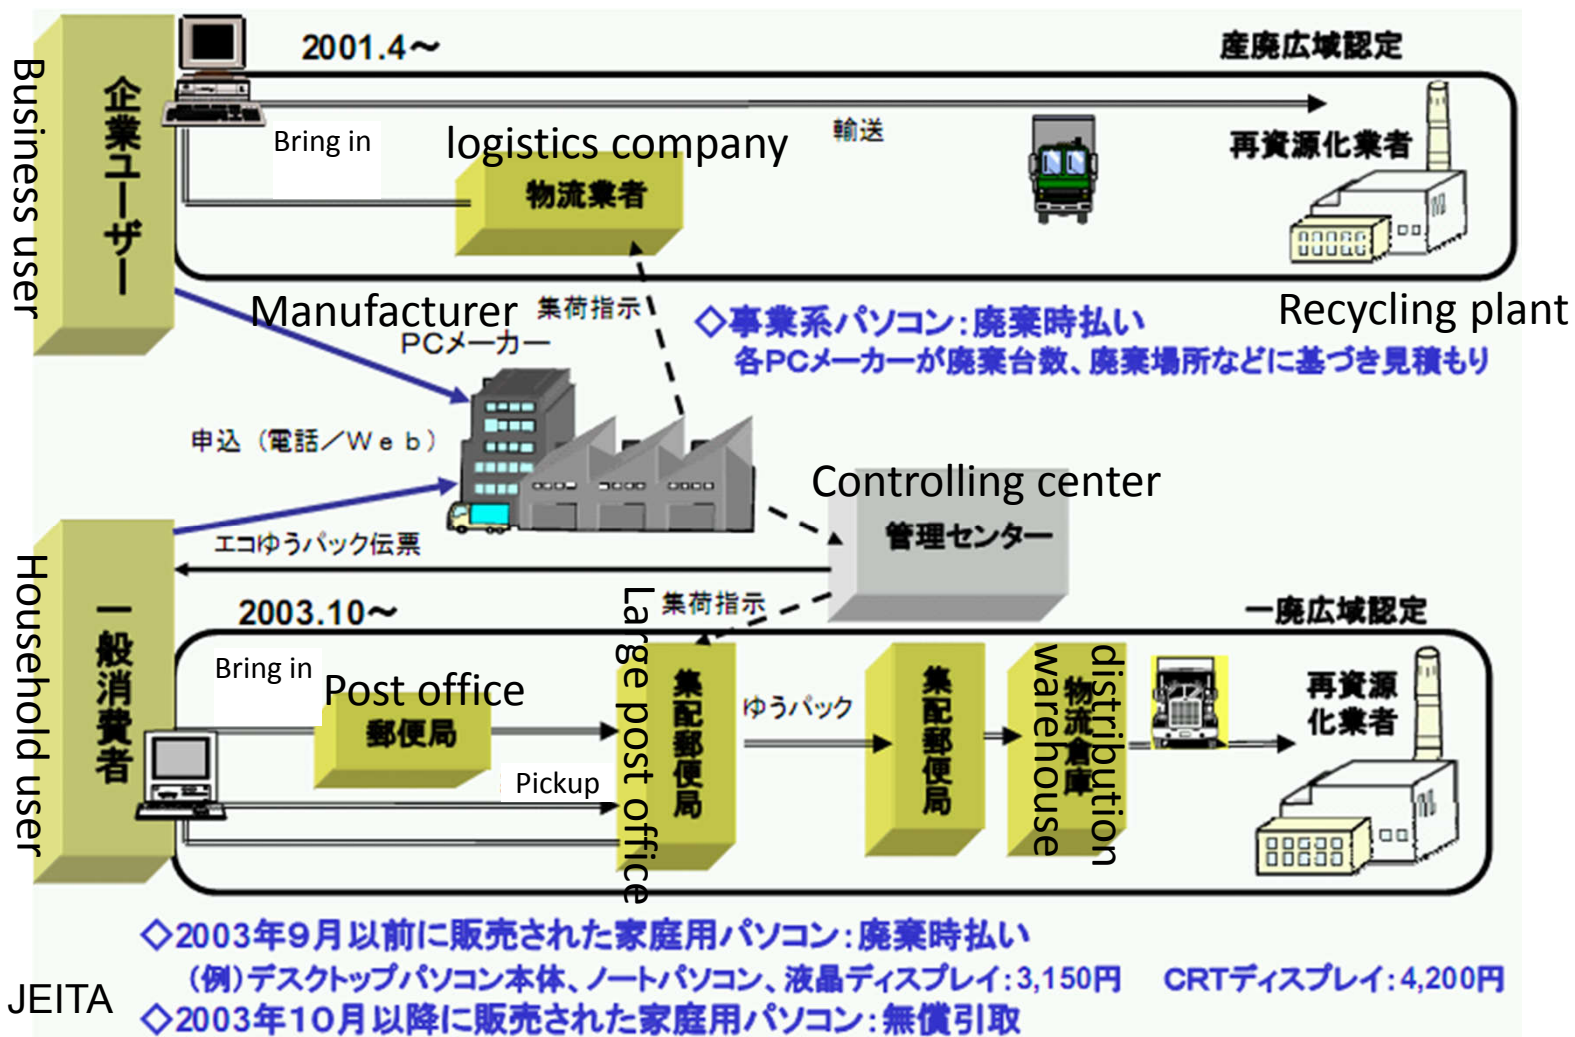 2001.4～
産廃広域認定
Business user
企業ユーザー
Bring in
logistics company
物流業者
輸送
再資源化業者
Recycling plant
Manufacturer
PCメーカー
集荷指示
◇事業系パソコン：廃棄時払い
各PCメーカーが廃棄台数、廃棄場所などに基づき見積もり
申込（電話／Ｗｅｂ）
Controlling center
管理センター
エコゆうパック伝票
集荷指示
2003.10～
一廃広域認定
Household user
一般消費者
Bring in
Post office
郵便局
Pickup
Large post office
集配郵便局
ゆうパック
集配郵便局
distribution
warehouse
物流倉庫
再資源
化業者
◇2003年9月以前に販売された家庭用パソコン：廃棄時払い
（例）デスクトップパソコン本体、ノートパソコン、液晶ディスプレイ：3,150円　CRTディスプレイ：4,200円
◇2003年10月以降に販売された家庭用パソコン：無償引取
JEITA